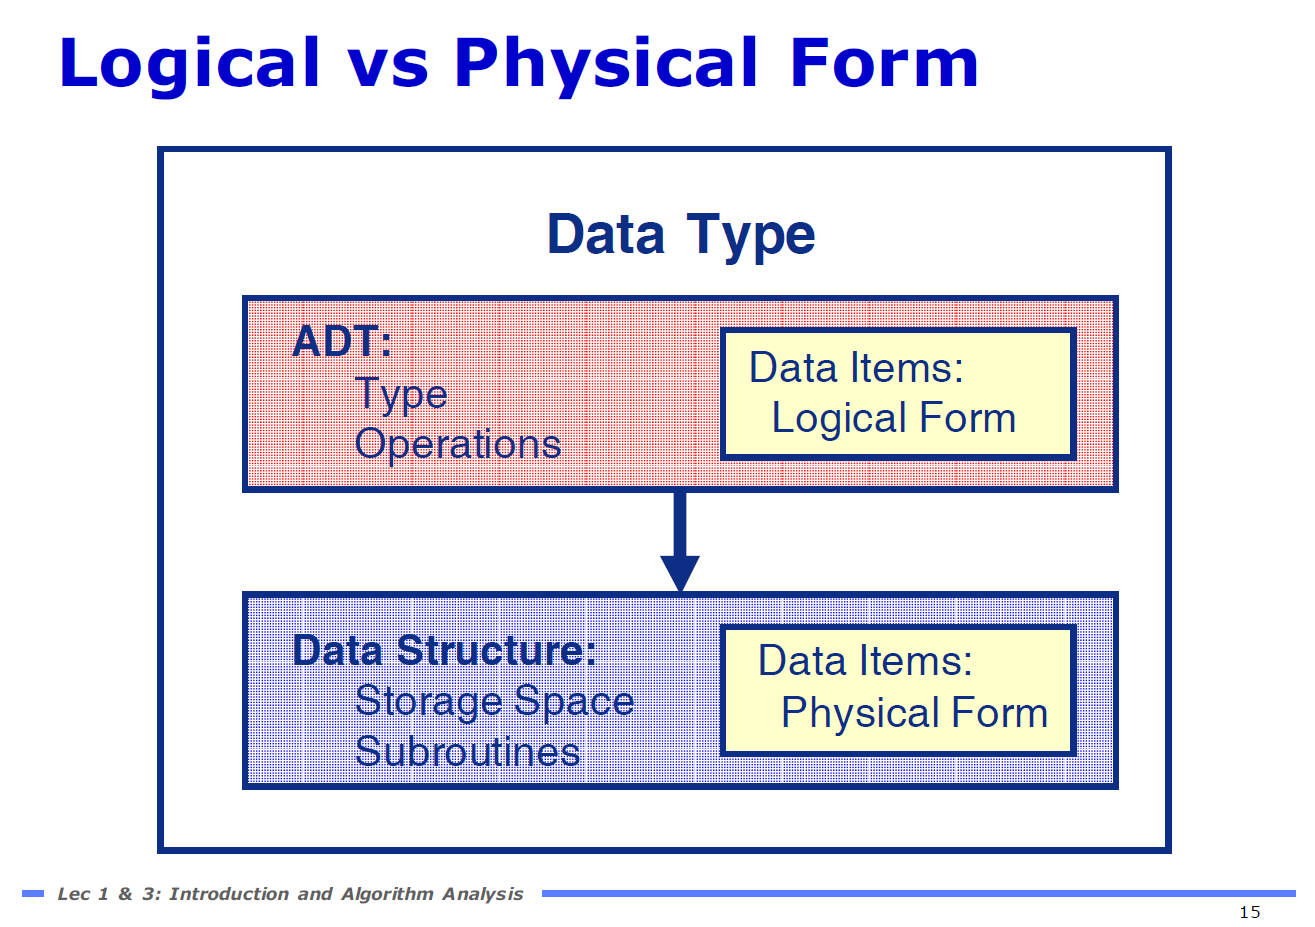 Logical vs Physical Form
Data Type
ADT:
Type
Operations
Data Items:
Logical Form
Data Structure:
Storage Space
Subroutines
Data Items:
Physical Form
Lec 1 & 3: Introduction and Algorithm Analysis
15